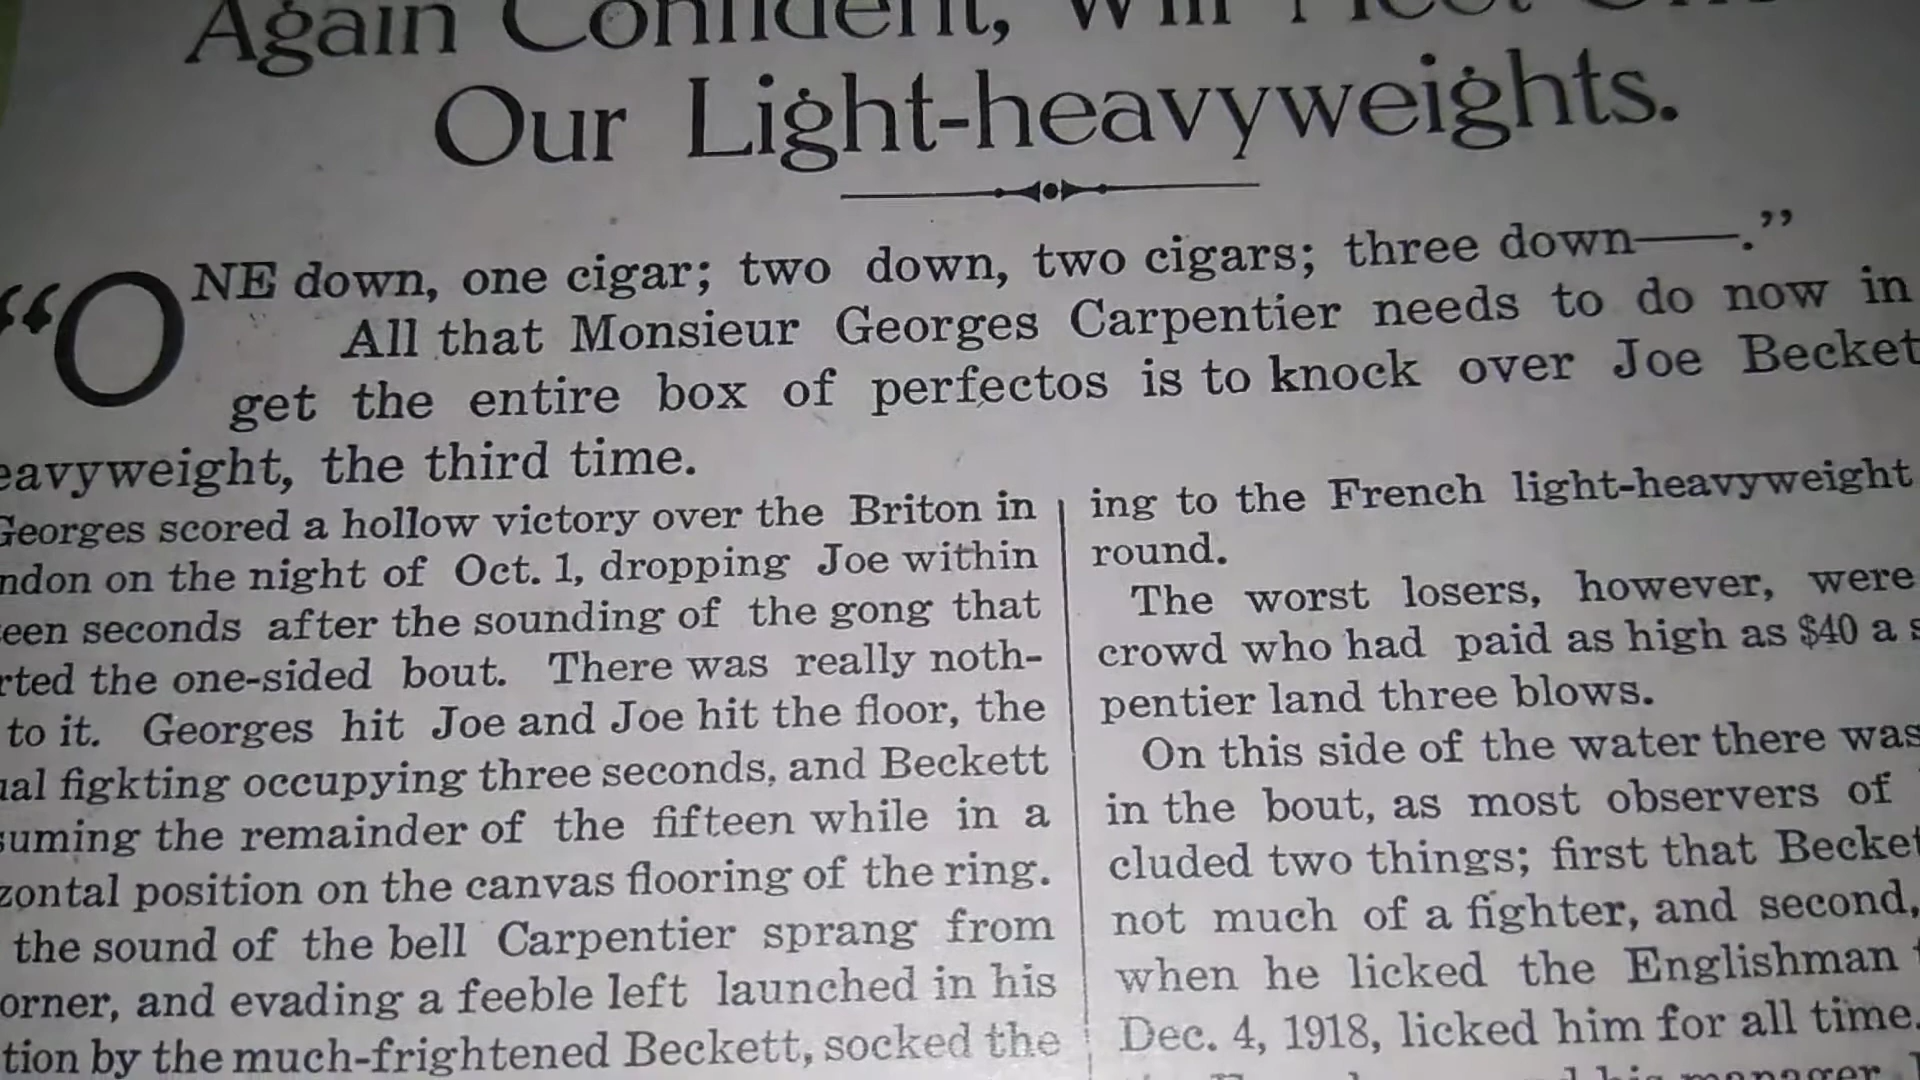 Again Confident, Will Meet
Our Light-heavyweights.
“ONE down, one cigar; two down, two cigars; three down——.”
All that Monsieur Georges Carpentier needs to do now in
get the entire box of perfectos is to knock over Joe Becket
eavyweight, the third time.
Georges scored a hollow victory over the Briton in
ndon on the night of Oct. 1, dropping Joe within
een seconds after the sounding of the gong that
rted the one-sided bout. There was really noth-
to it. Georges hit Joe and Joe hit the floor, the
ual figkting occupying three seconds, and Beckett
suming the remainder of the fifteen while in a
zontal position on the canvas flooring of the ring.
the sound of the bell Carpentier sprang from
orner, and evading a feeble left launched in his
tion by the much-frightened Beckett, socked the
ing to the French light-heavyweight
round.
The worst losers, however, were
crowd who had paid as high as $40 a s
pentier land three blows.
On this side of the water there was
in the bout, as most observers of
cluded two things; first that Becket
not much of a fighter, and second,
when he licked the Englishman
Dec. 4, 1918, licked him for all time.
his manager